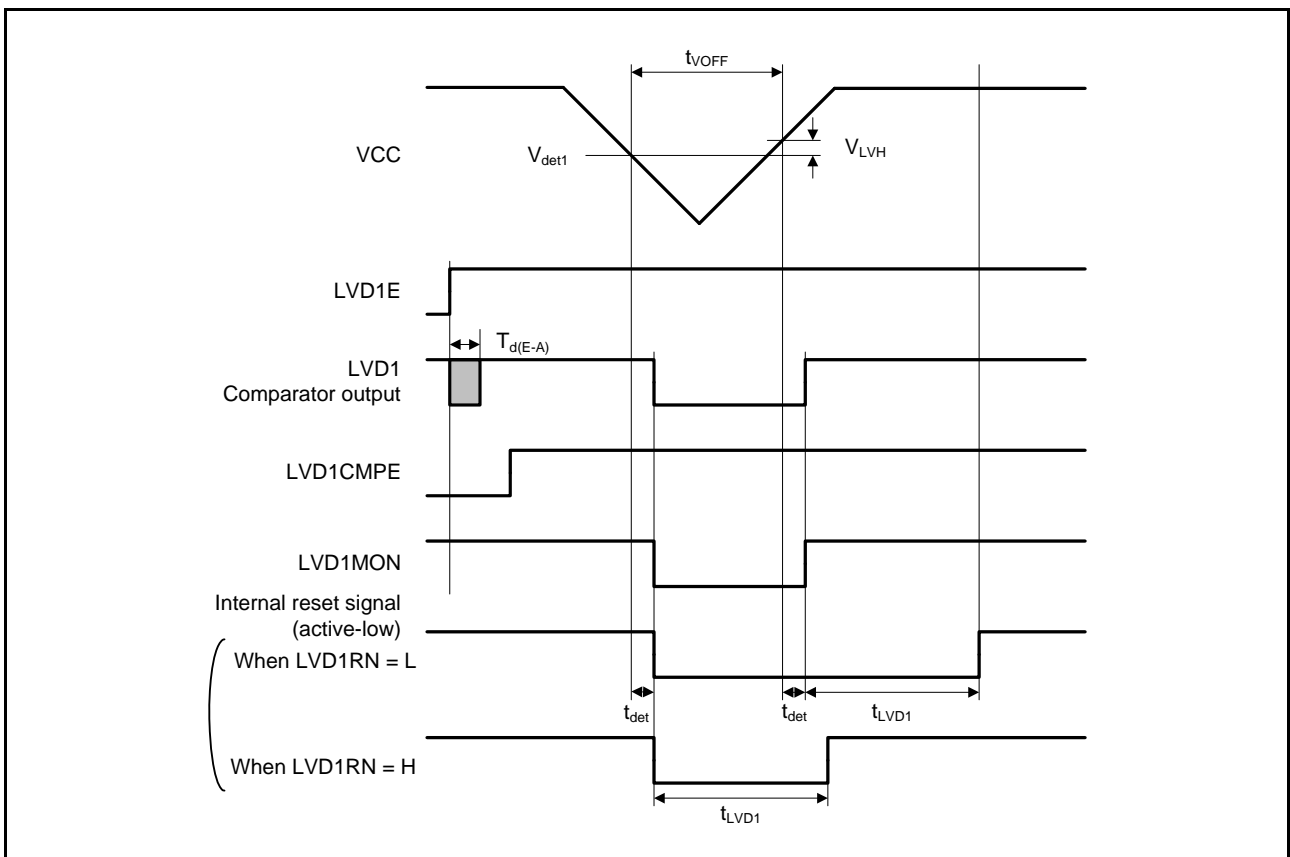 tVOFF
VCC
Vdet1
VLVH
LVD1E
Td(E-A)
LVD1
Comparator output
LVD1CMPE
LVD1MON
Internal reset signal
(active-low)
When LVD1RN = L
tdet
tdet
tLVD1
When LVD1RN = H
tLVD1